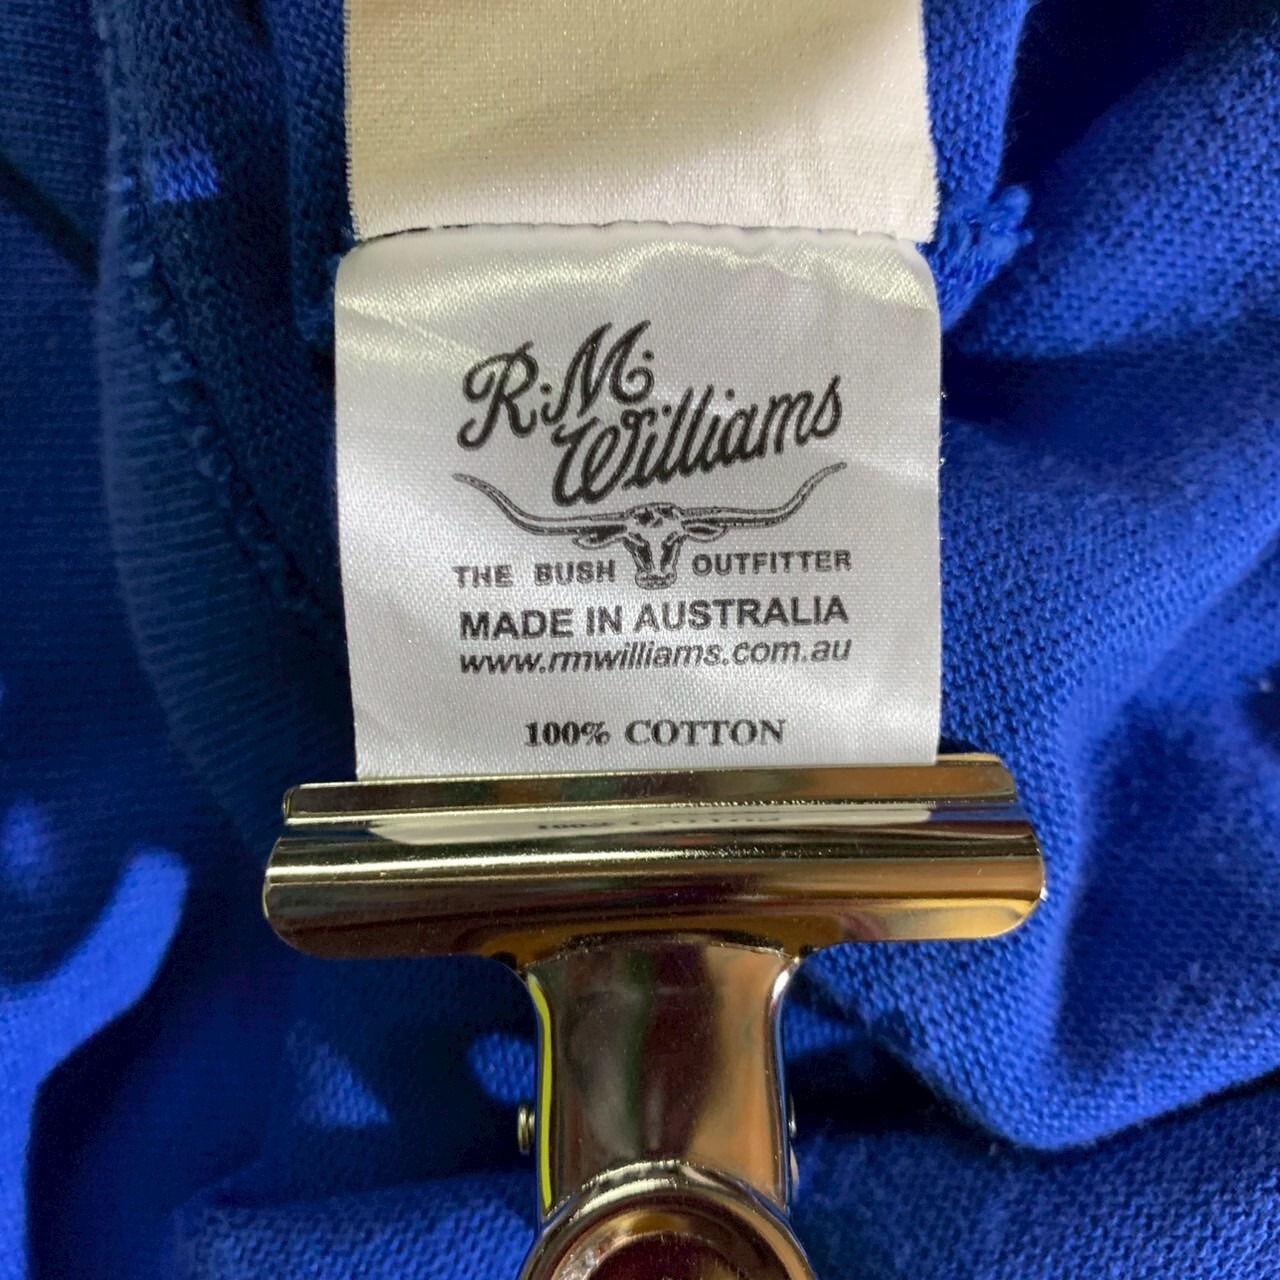 R.M.
Williams
THE BUSH OUTFITTER
MADE IN AUSTRALIA
www.rmwilliams.com.au
100% COTTON